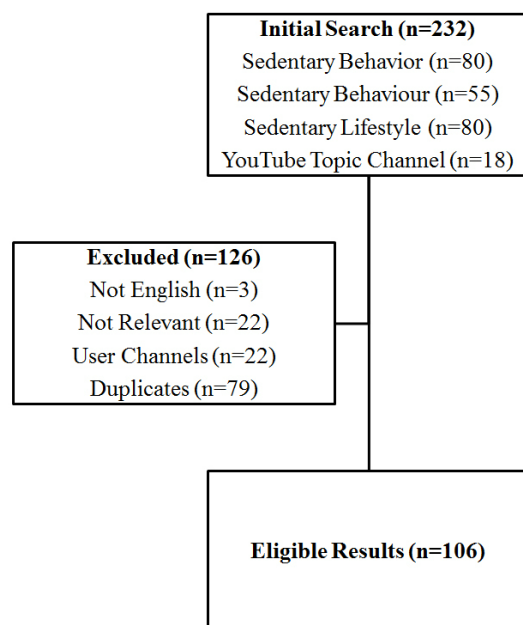 Initial Search (n=232)
Sedentary Behavior (n=80)
Sedentary Behaviour (n=55)
Sedentary Lifestyle (n=80)
YouTube Topic Channel (n=18)
Excluded (n=126)
Not English (n=3)
Not Relevant (n=22)
User Channels (n=22)
Duplicates (n=79)
Eligible Results (n=106)